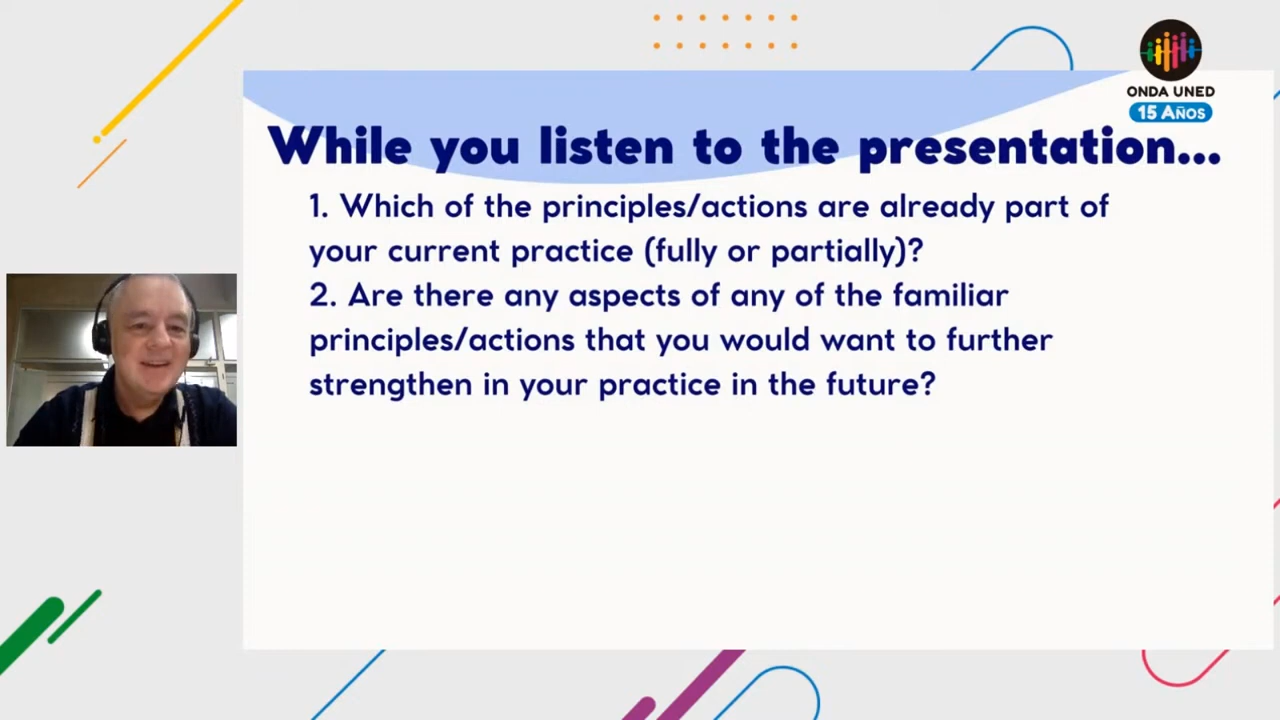 ONDA UNED
15 AÑOS
While you listen to the presentation...
1. Which of the principles/actions are already part of
your current practice (fully or partially)?
2. Are there any aspects of any of the familiar
principles/actions that you would want to further
strengthen in your practice in the future?